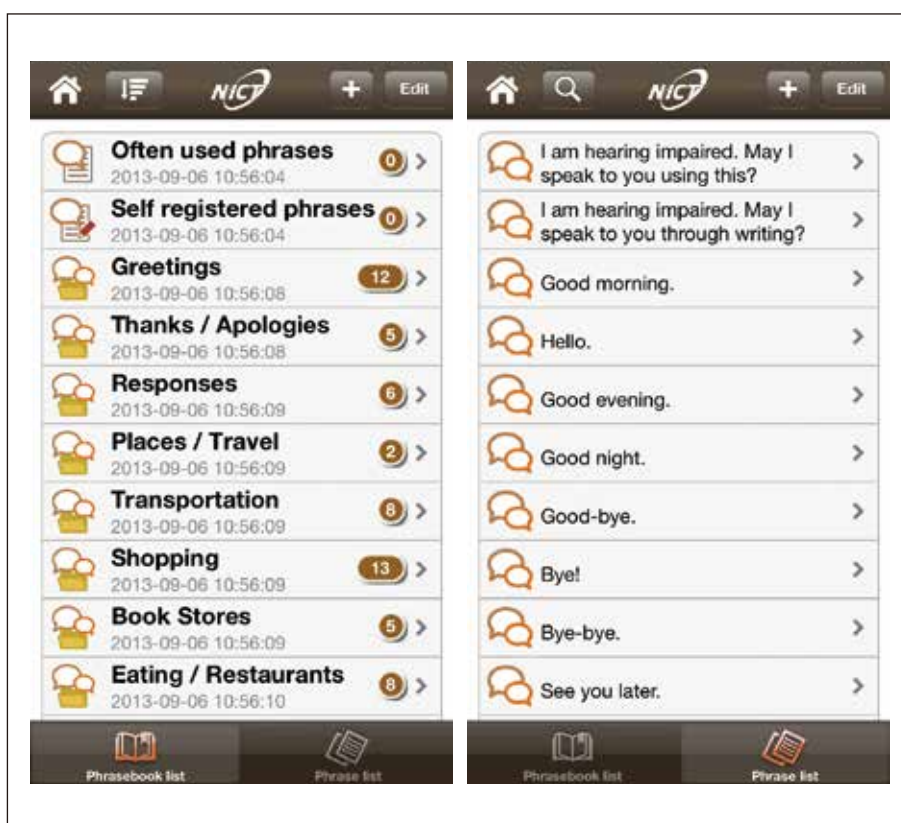 NICT
Edit
Often used phrases
2013-09-06 10:56:04
0
Self registered phrases
2013-09-06 10:56:04
0
Greetings
2013-09-06 10:56:08
12
Thanks / Apologies
2013-09-06 10:56:08
5
Responses
2013-09-06 10:56:09
6
Places / Travel
2013-09-06 10:56:09
2
Transportation
2013-09-06 10:56:09
8
Shopping
2013-09-06 10:56:09
13
Book Stores
2013-09-06 10:56:09
5
Eating / Restaurants
2013-09-06 10:56:10
8
Phrasebook list
Phrase list
NICT
Edit
I am hearing impaired. May I
speak to you using this?
I am hearing impaired. May I
speak to you through writing?
Good morning.
Hello.
Good evening.
Good night.
Good-bye.
Bye!
Bye-bye.
See you later.
Phrasebook list
Phrase list